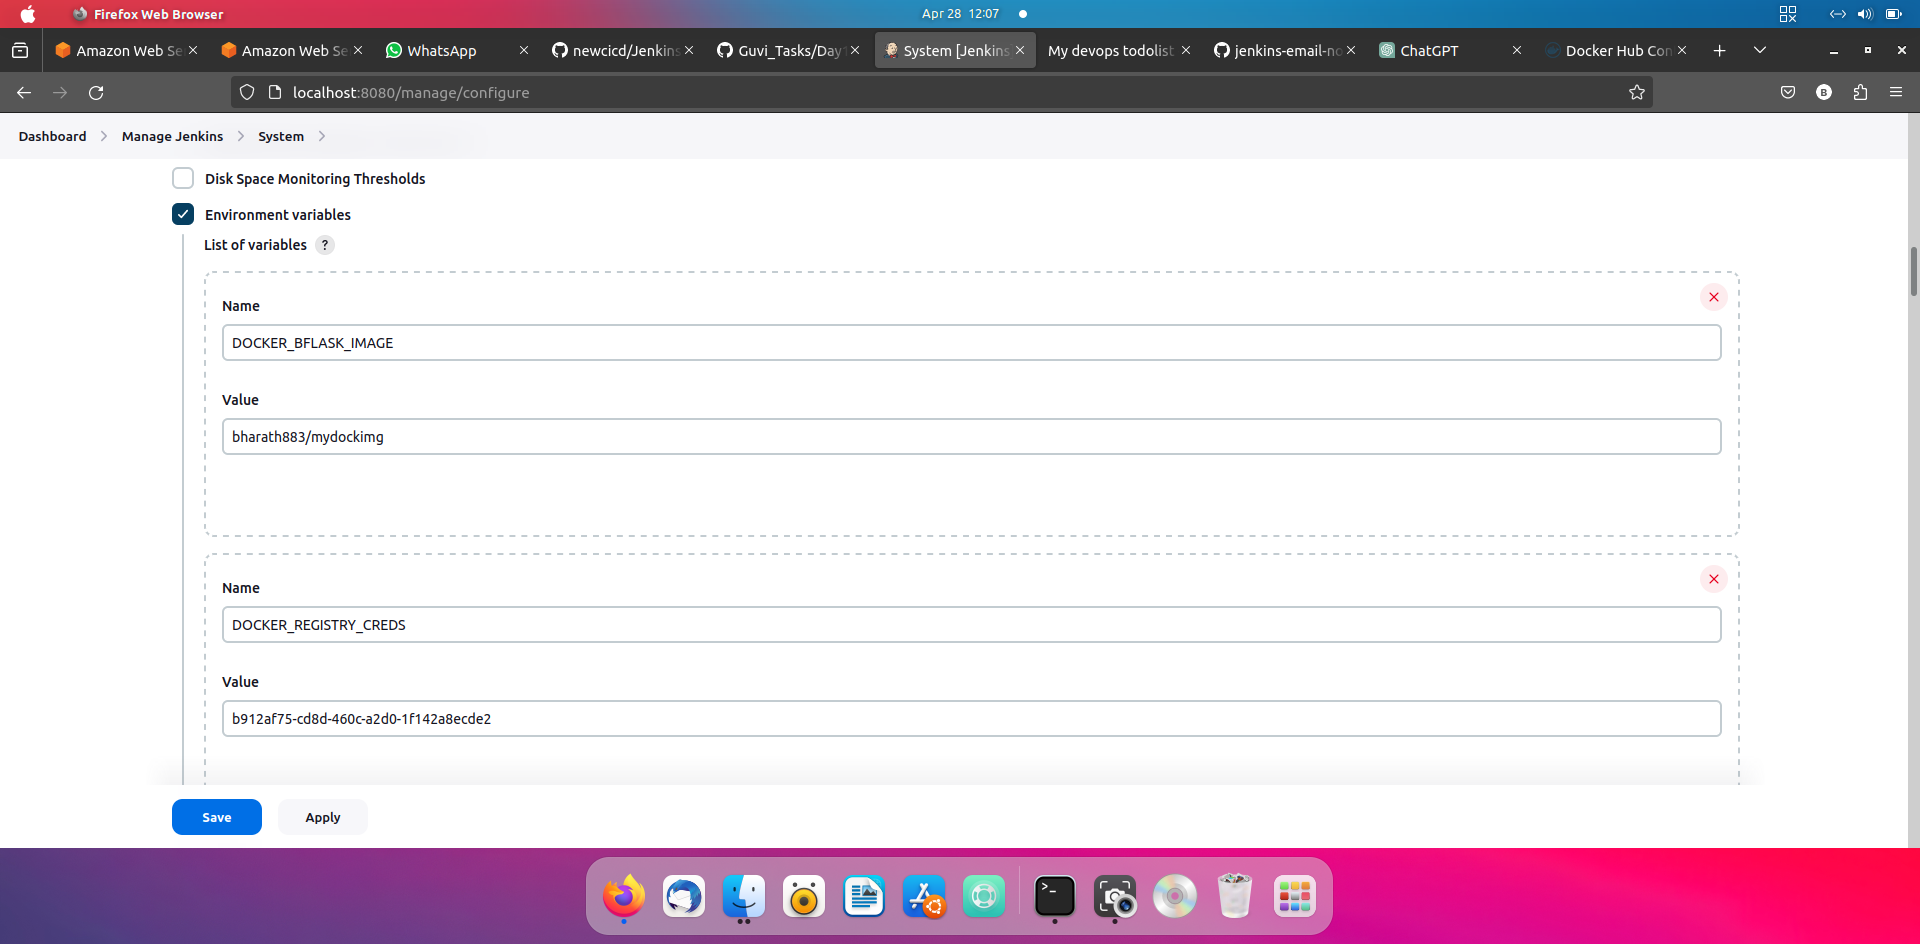 Firefox Web Browser
Apr 28 12:07
Amazon Web Se
Amazon Web Se
WhatsApp
newcicd/Jenkins
Guvi_Tasks/Day
System [Jenkins
My devops todolist
jenkins-email-no
ChatGPT
Docker Hub Con
localhost:8080/manage/configure
B
Dashboard
Manage Jenkins
System
Disk Space Monitoring Thresholds
Environment variables
List of variables ?
Name
DOCKER_BFLASK_IMAGE
Value
bharath883/mydockimg
Name
DOCKER_REGISTRY_CREDS
Value
b912af75-cd8d-460c-a2d0-1f142a8ecde2
Save
Apply